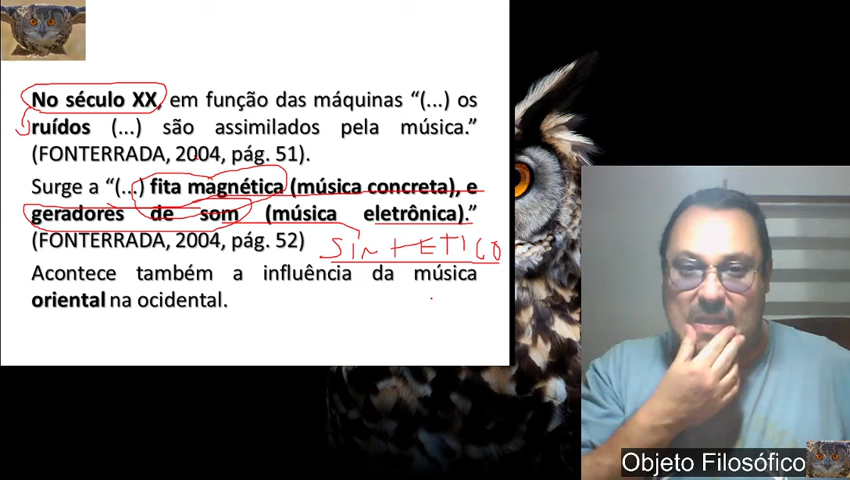 No século XX, em função das máquinas “(...) os
ruídos (...) são assimilados pela música.”
(FONTERRADA, 2004, pág. 51).
Surge a “(...) fita magnética (música concreta), e
geradores de som (música eletrônica).”
(FONTERRADA, 2004, pág. 52)
SINTETICO
Acontece também a influência da música
oriental na ocidental.
Objeto Filosófico